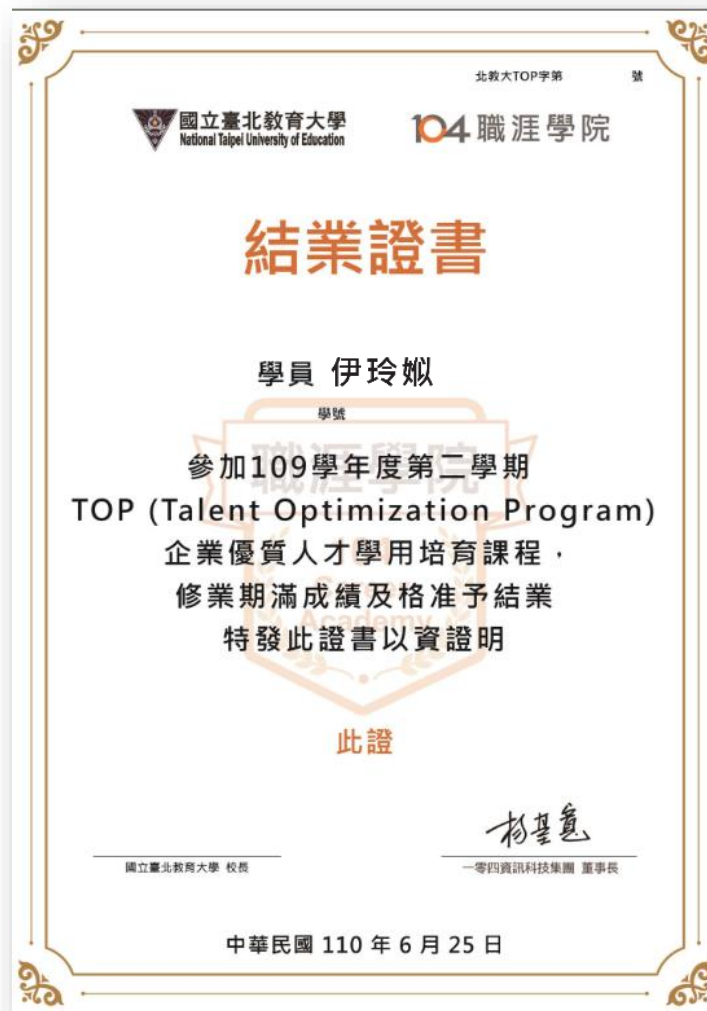 北教大TOP字第 號
國立臺北教育大學
National Taipei University of Education
104職涯學院
結業證書
學員 伊玲姒
學號
職涯學院
參加109學年度第二學期
TOP (Talent Optimization Program)
企業優質人才學用培育課程，
修業期滿成績及格准予結業
Academy
特發此證書以資證明
此證
國立臺北教育大學 校長
一零四資訊科技集團 董事長
中華民國 110 年 6 月 25 日